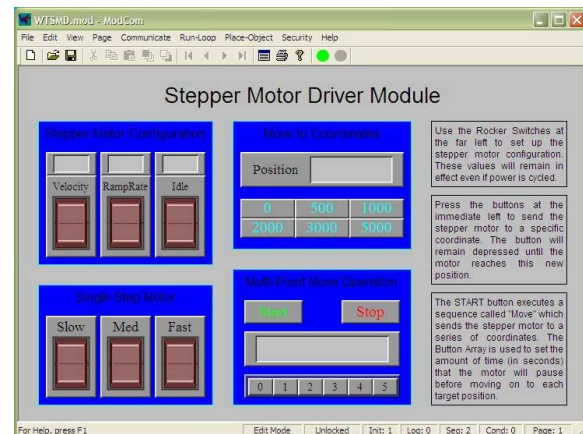 WTSMD.mod - ModCom
File Edit View Page Communicate Run-Loop Place-Object Security Help
Stepper Motor Driver Module
Stepper Motor Configuration
Velocity RampRate Idle
Move to Coordinates
Position
0 500 1000
2000 3000 5000
Use the Rocker Switches at
the far left to set up the
stepper motor configuration.
These values will remain in
effect even if power is cycled.
Press the buttons at the
immediate left to send the
stepper motor to a specific
coordinate. The button will
remain depressed until the
motor reaches this new
position.
Single Step Motor
Slow Med Fast
Multi-Point Move Operation
Start Stop
0 1 2 3 4 5
The START button executes a
sequence called "Move" which
sends the stepper motor to a
series of coordinates. The
Button Array is used to set the
amount of time (in seconds)
that the motor will pause
before moving on to each
target position.
For Help, press F1
Edit Mode Unlocked Init: 1 Log: 0 Seq: 2 Cond: 0 Page: 1